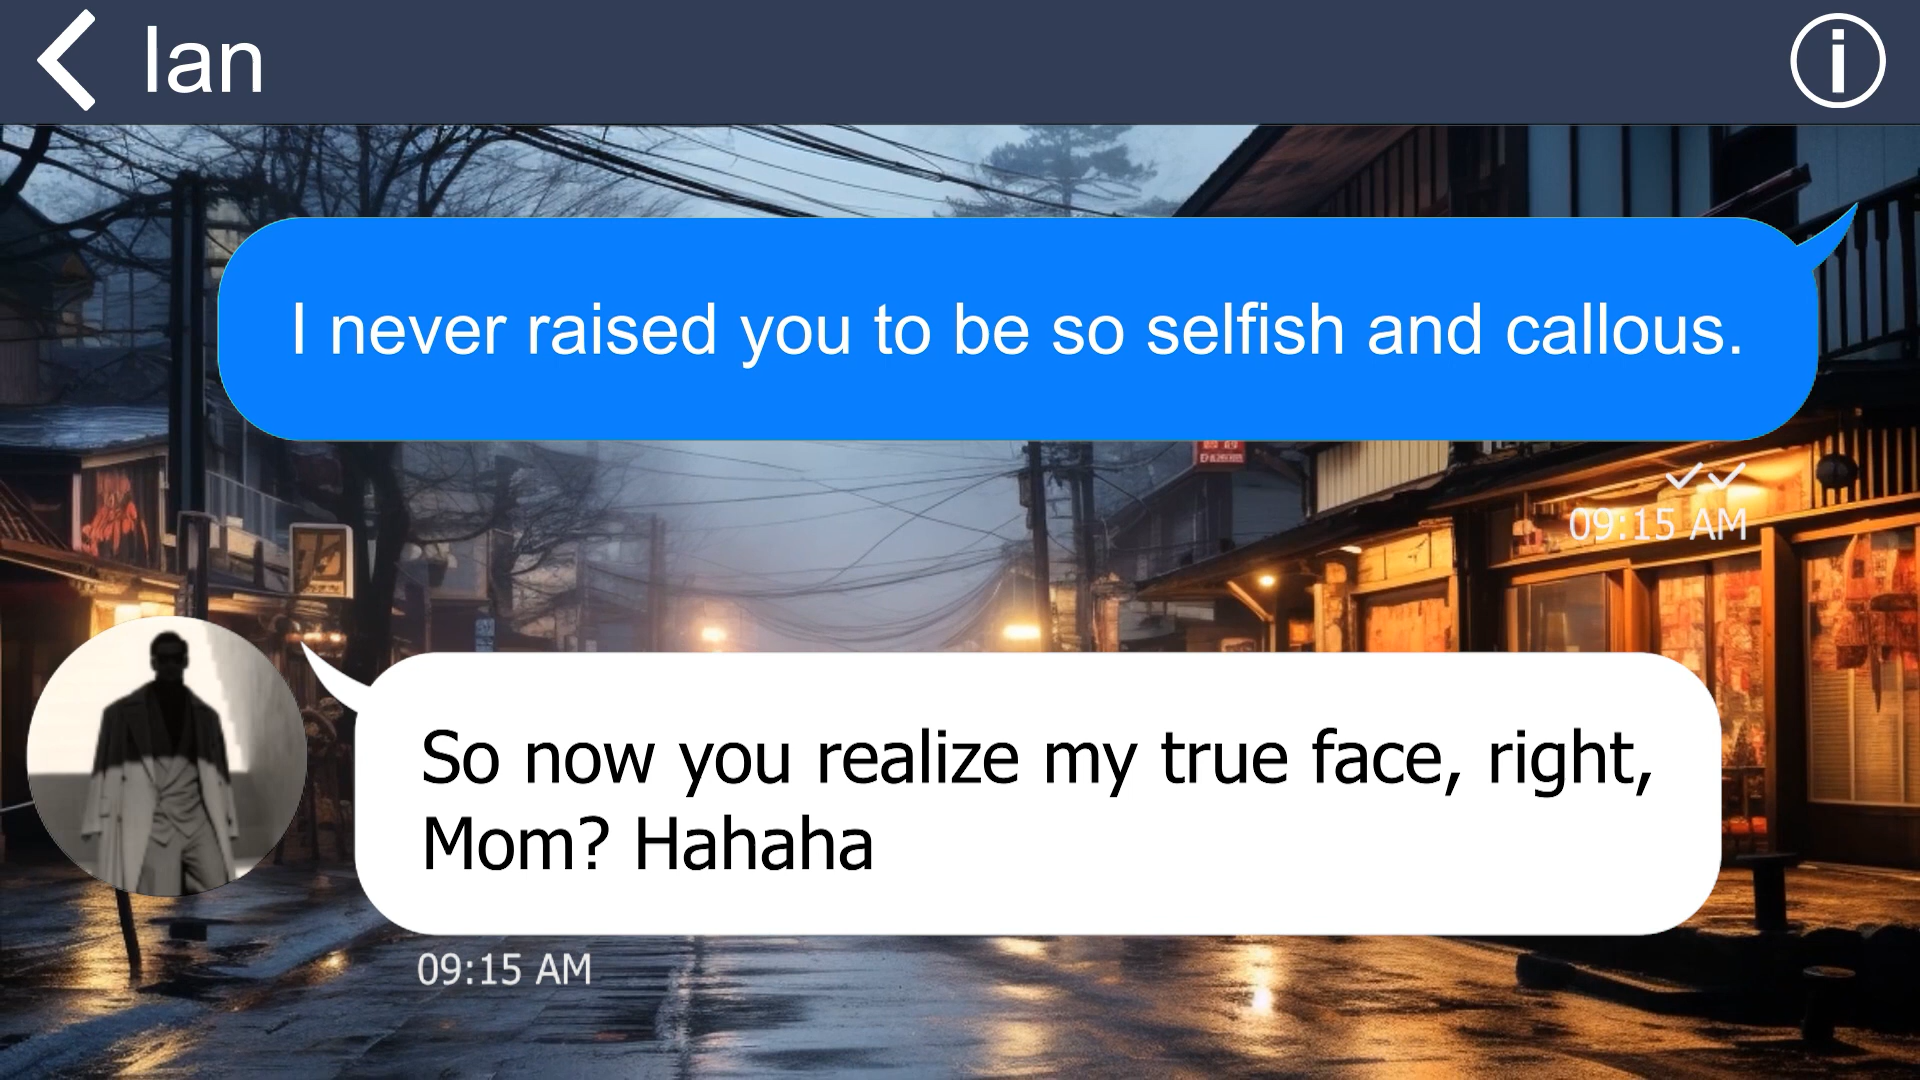 Ian
I never raised you to be so selfish and callous.
09:15 AM
So now you realize my true face, right,
Mom? Hahaha
09:15 AM